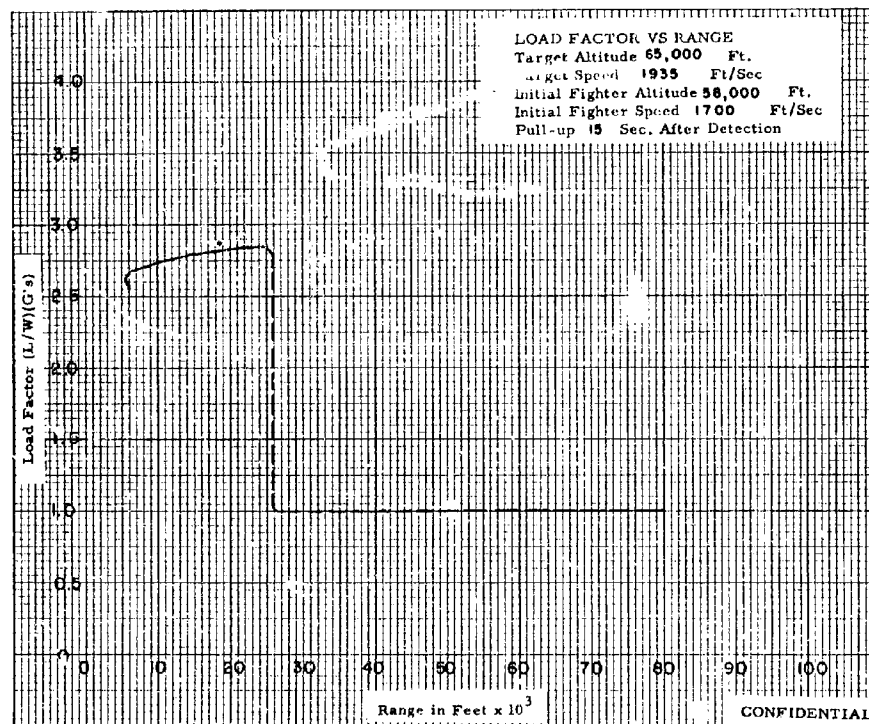 LOAD FACTOR VS RANGE
Target Altitude 65,000 Ft.
Target Speed 1935 Ft/Sec
Initial Fighter Altitude 58,000 Ft.
Initial Fighter Speed 1700 Ft/Sec
Pull-up 15 Sec. After Detection
4.0
3.5
3.0
2.5
2.0
1.0
0.5
0
Load Factor (L/W)(G's)
0 10 20 30 40 50 60 70 80 90 100
Range in Feet x 10³
CONFIDENTIAL